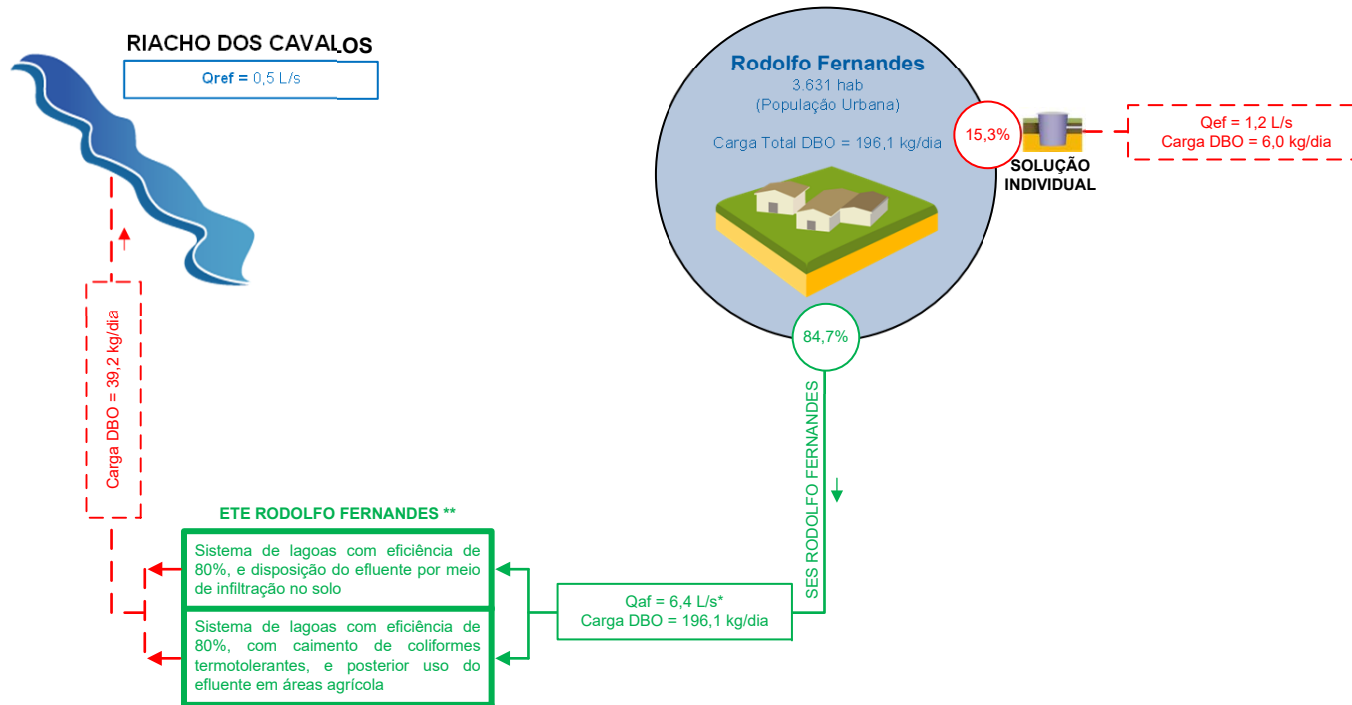 RIACHO DOS CAVALOS
Qref = 0,5 L/s
Rodolfo Fernandes
3.631 hab
(População Urbana)
Carga Total DBO = 196,1 kg/dia
15,3%
SOLUÇÃO
INDIVIDUAL
Qef = 1,2 L/s
Carga DBO = 6,0 kg/dia
84,7%
SES RODOLFO FERNANDES
Carga DBO = 39,2 kg/dia
ETE RODOLFO FERNANDES **
Sistema de lagoas com eficiência de
80%, e disposição do efluente por meio
de infiltração no solo
Sistema de lagoas com eficiência de
80%, com caimento de coliformes
termotolerantes, e posterior uso do
efluente em áreas agrícola
Qaf = 6,4 L/s*
Carga DBO = 196,1 kg/dia